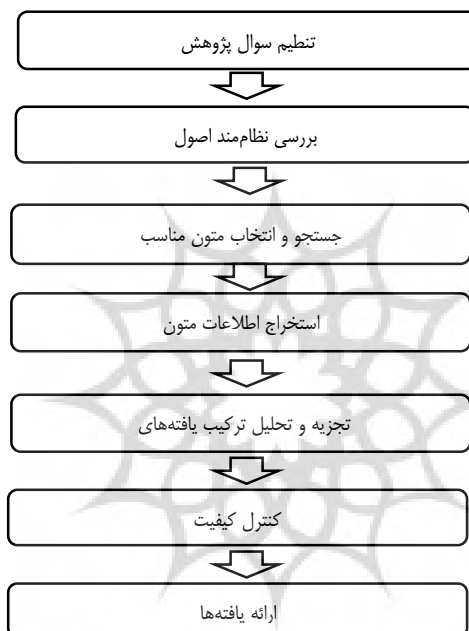 تنطیم سوال پژوهش
بررسی نظام‌مند اصول
جستجو و انتخاب متون مناسب
استخراج اطلاعات متون
تجزیه و تحلیل ترکیب یافته‌های
کنترل کیفیت
ارائه یافته‌ها